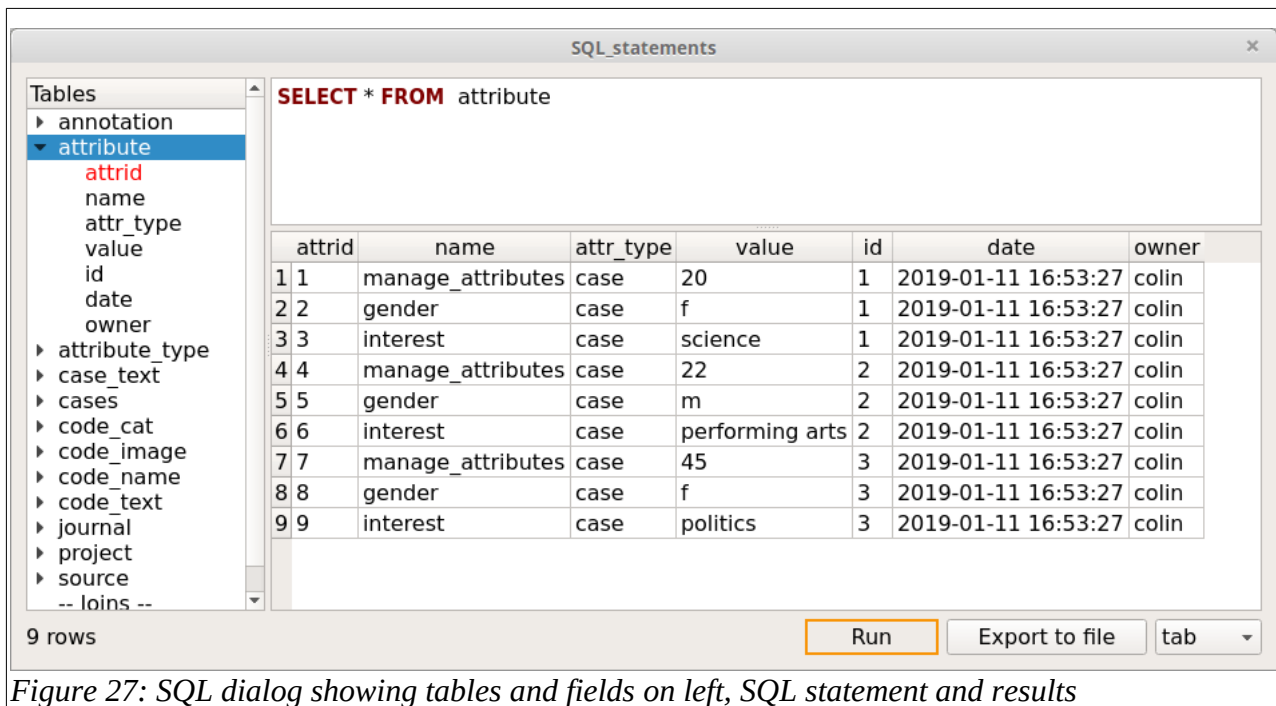 SQL_statements ×
Tables
annotation
attribute
attrid
name
attr_type
value
id
date
owner
attribute_type
case_text
cases
code_cat
code_image
code_name
code_text
journal
project
source
-- Joins --
SELECT * FROM attribute
attrid name attr_type value id date owner
1 1 manage_attributes case 20 1 2019-01-11 16:53:27 colin
2 2 gender case f 1 2019-01-11 16:53:27 colin
3 3 interest case science 1 2019-01-11 16:53:27 colin
4 4 manage_attributes case 22 2 2019-01-11 16:53:27 colin
5 5 gender case m 2 2019-01-11 16:53:27 colin
6 6 interest case performing arts 2 2019-01-11 16:53:27 colin
7 7 manage_attributes case 45 3 2019-01-11 16:53:27 colin
8 8 gender case f 3 2019-01-11 16:53:27 colin
9 9 interest case politics 3 2019-01-11 16:53:27 colin
9 rows Run Export to file tab
Figure 27: SQL dialog showing tables and fields on left, SQL statement and results